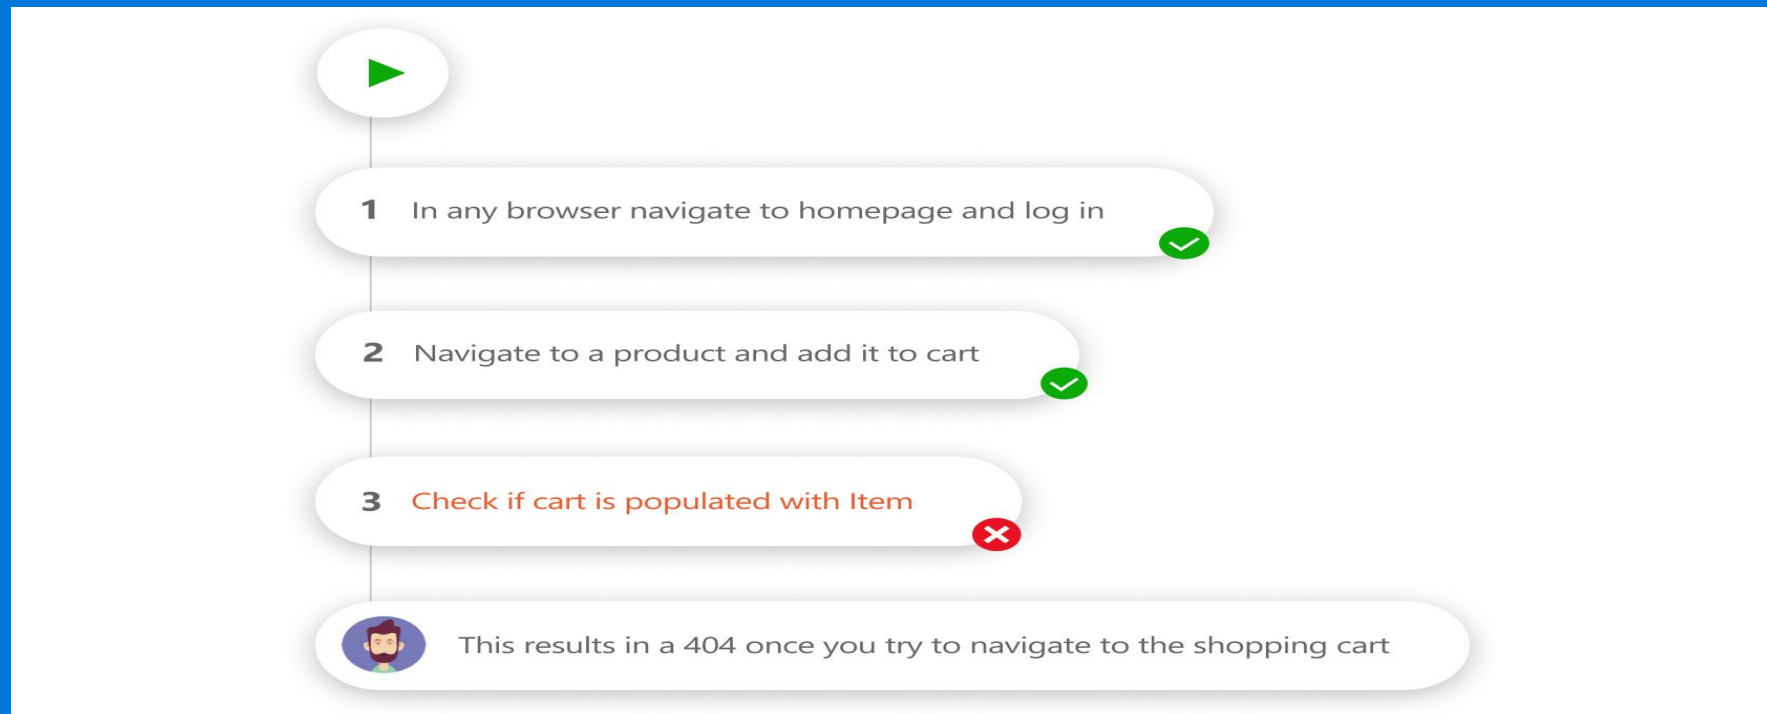 1 In any browser navigate to homepage and log in
2 Navigate to a product and add it to cart
3 Check if cart is populated with Item
This results in a 404 once you try to navigate to the shopping cart